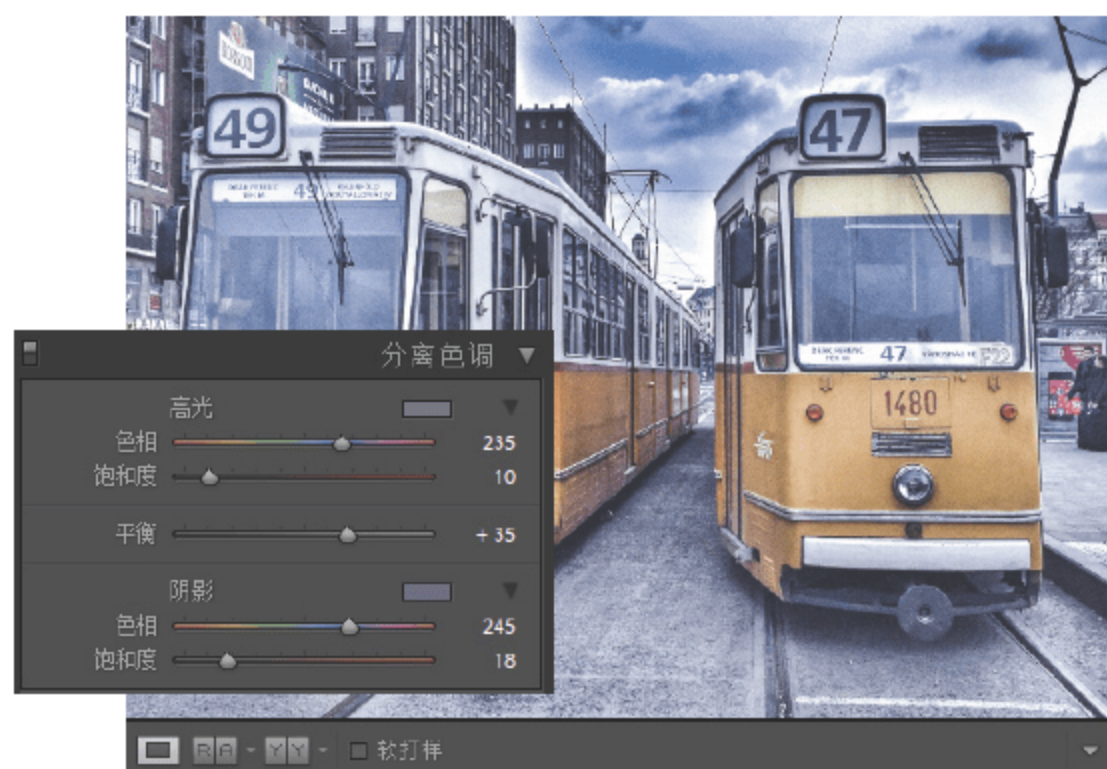 49
47
49
47
1480
分离色调
高光
色相 235
饱和度 10
平衡 + 35
阴影
色相 245
饱和度 18
R A Y Y 软打样